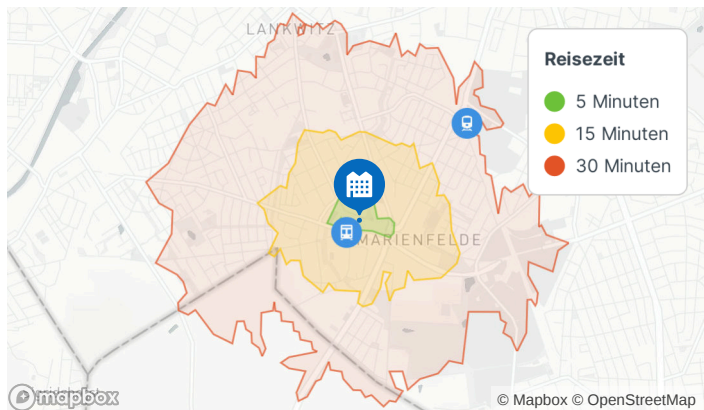 LANKWITZ
Reisezeit
5 Minuten
15 Minuten
30 Minuten
MARIENFELDE
mapbox
© Mapbox © OpenStreetMap